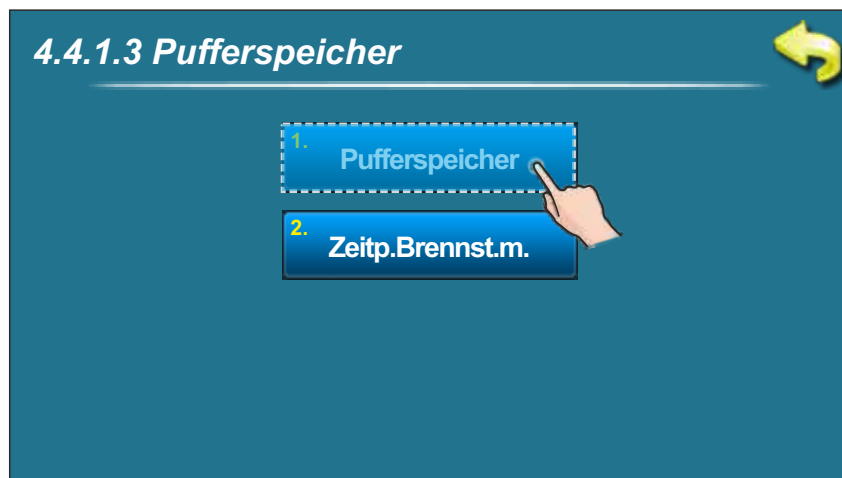 4.4.1.3 Pufferspeicher
1.
Pufferspeicher
2.
Zeitp.Brennst.m.